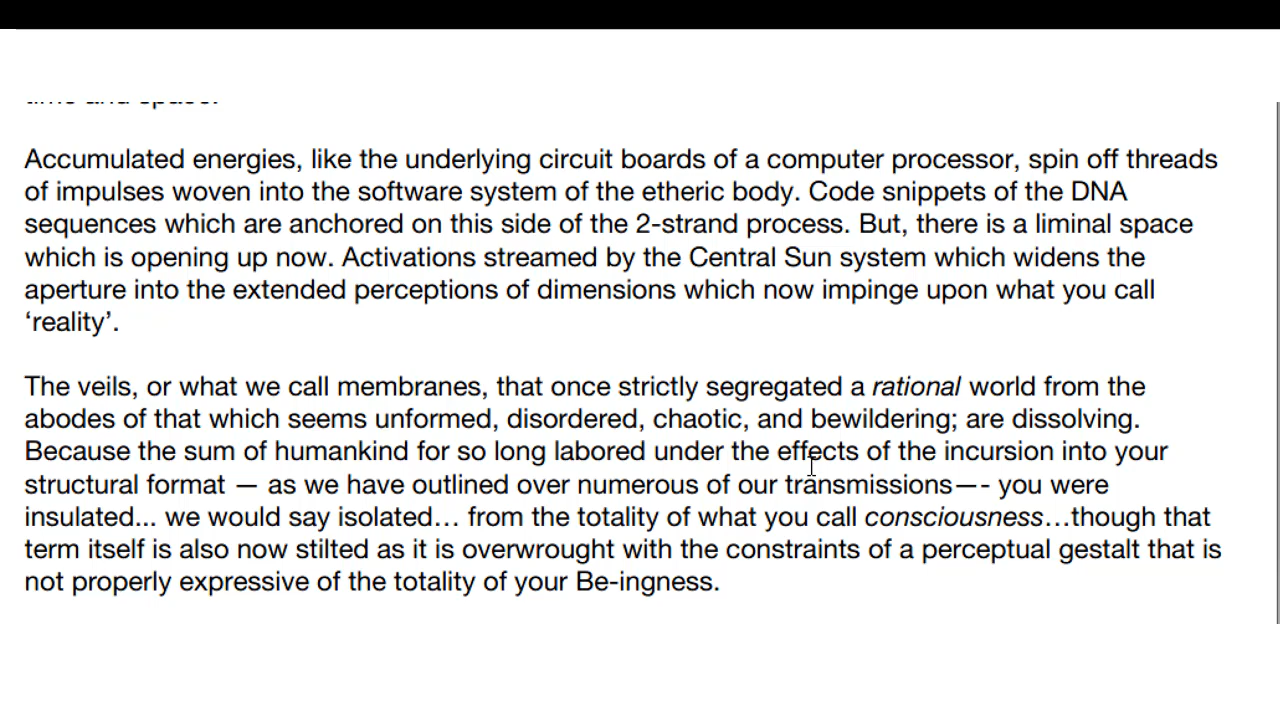 time and space.
Accumulated energies, like the underlying circuit boards of a computer processor, spin off threads
of impulses woven into the software system of the etheric body. Code snippets of the DNA
sequences which are anchored on this side of the 2-strand process. But, there is a liminal space
which is opening up now. Activations streamed by the Central Sun system which widens the
aperture into the extended perceptions of dimensions which now impinge upon what you call
‘reality’.
The veils, or what we call membranes, that once strictly segregated a rational world from the
abodes of that which seems unformed, disordered, chaotic, and bewildering; are dissolving.
Because the sum of humankind for so long labored under the effects of the incursion into your
structural format — as we have outlined over numerous of our transmissions—- you were
insulated... we would say isolated… from the totality of what you call consciousness…though that
term itself is also now stilted as it is overwrought with the constraints of a perceptual gestalt that is
not properly expressive of the totality of your Be-ingness.